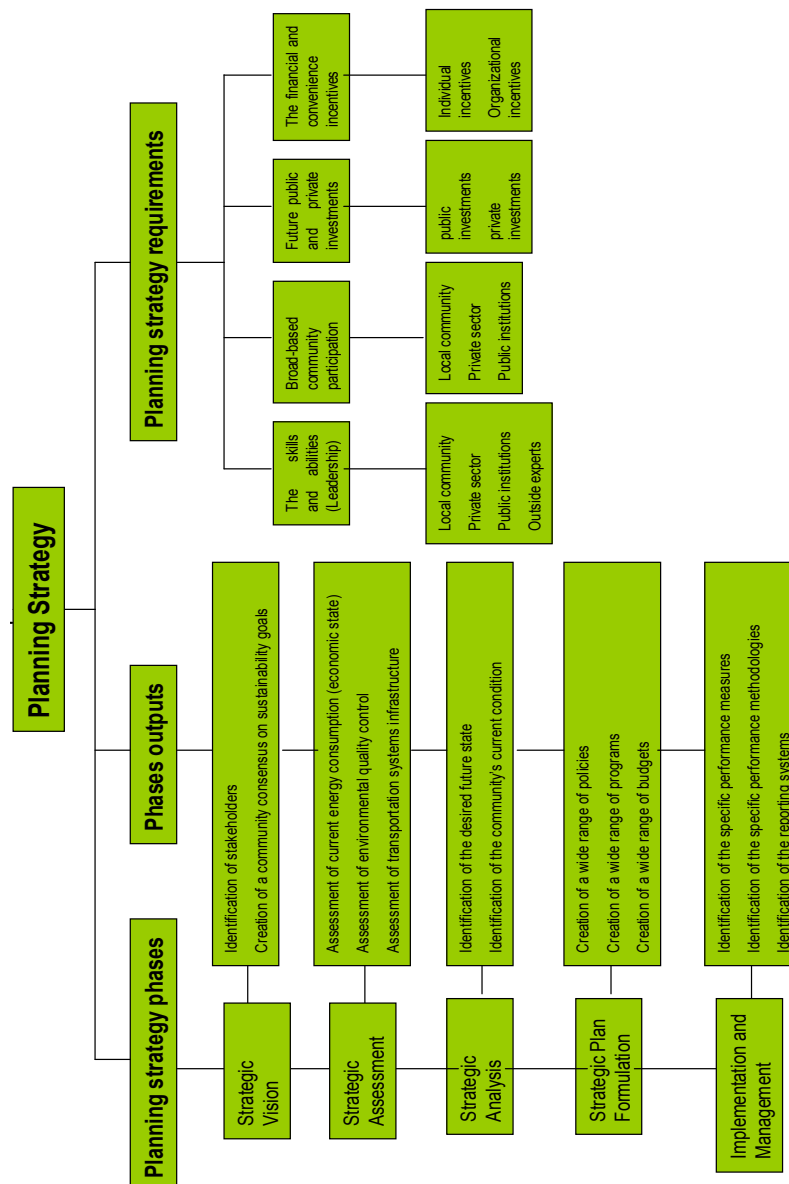 Planning Strategy
Planning strategy phases
Phases outputs
Planning strategy requirements
Strategic
Vision
Identification of stakeholders
Creation of a community consensus on sustainability goals
Strategic
Assessment
Assessment of current energy consumption (economic state)
Assessment of environmental quality control
Assessment of transportation systems infrastructure
Strategic
Analysis
Identification of the desired future state
Identification of the community's current condition
Strategic Plan
Formulation
Creation of a wide range of policies
Creation of a wide range of programs
Creation of a wide range of budgets
Implementation and
Management
Identification of the specific performance measures
Identification of the specific performance methodologies
Identification of the reporting systems
The skills
and abilities
(Leadership)
Local community
Private sector
Public institutions
Outside experts
Broad-based
community
participation
Local community
Private sector
Public institutions
Future public
and private
investments
public
investments
private
investments
The financial and
convenience
incentives
Individual
incentives
Organizational
incentives